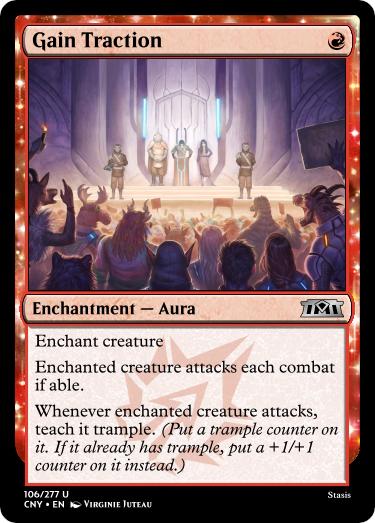 Gain Traction
Enchantment — Aura
Enchant creature
Enchanted creature attacks each combat
if able.
Whenever enchanted creature attacks,
teach it trample. (Put a trample counter on
it. If it already has trample, put a +1/+1
counter on it instead.)
106/277 U
Stasis
CNY • EN Virginie Juteau